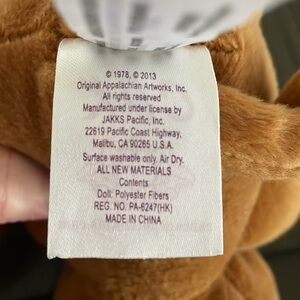 © 1978, © 2013
Original Appalachian Artworks, Inc.
All rights reserved
Manufactured under license by
JAKKS Pacific, Inc.
22619 Pacific Coast Highway,
Malibu, CA 90265 U.S.A.
Surface washable only. Air Dry.
ALL NEW MATERIALS
Contents
Doll: Polyester Fibers
REG. NO. PA-6247(HK)
MADE IN CHINA